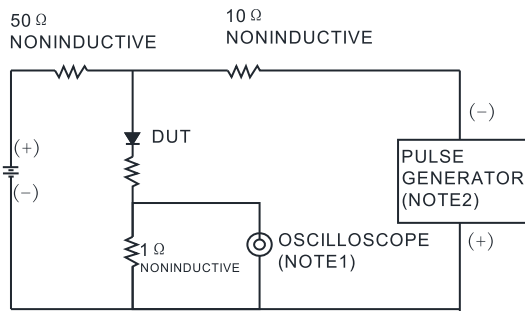 50 Ω
NONINDUCTIVE
10 Ω
NONINDUCTIVE
(+)
(−)
DUT
1 Ω
NONINDUCTIVE
OSCILLOSCOPE
(NOTE1)
(−)
PULSE
GENERATOR
(NOTE2)
(+)